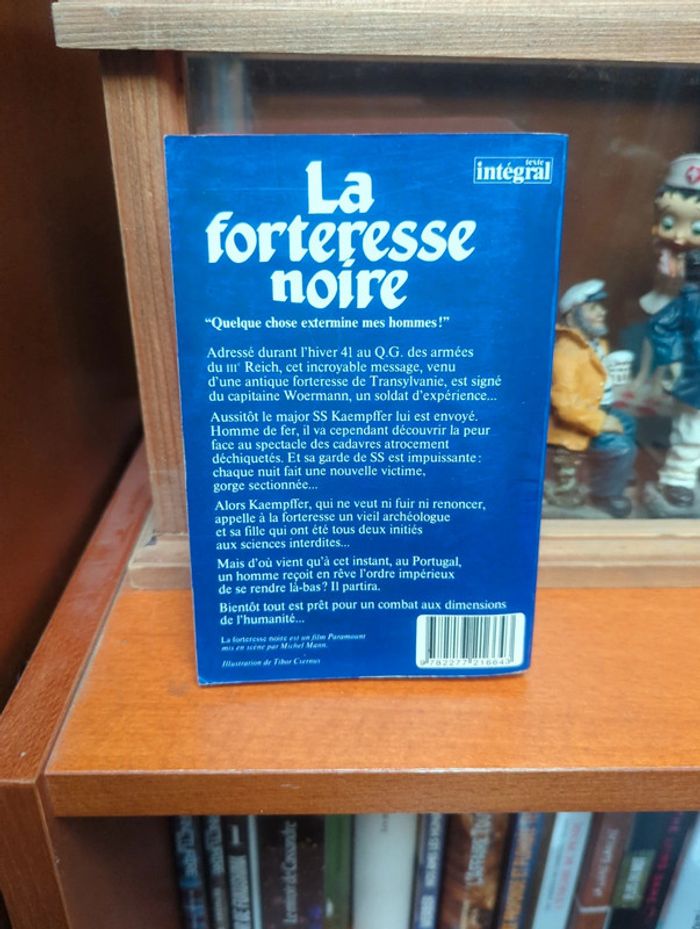 texte
intégral
La
forteresse
noire
“Quelque chose extermine mes hommes!”
Adressé durant l'hiver 41 au Q.G. des armées
du IIIe Reich, cet incroyable message, venu
d'une antique forteresse de Transylvanie, est signé
du capitaine Woermann, un soldat d'expérience...
Aussitôt le major SS Kaempffer lui est envoyé.
Homme de fer, il va cependant découvrir la peur
face au spectacle des cadavres atrocement
déchiquetés. Et sa garde de SS est impuissante:
chaque nuit fait une nouvelle victime,
gorge sectionnée...
Alors Kaempffer, qui ne veut ni fuir ni renoncer,
appelle à la forteresse un vieil archéologue
et sa fille qui ont été tous deux initiés
aux sciences interdites...
Mais d'où vient qu'à cet instant, au Portugal,
un homme reçoit en rêve l'ordre impérieux
de se rendre là-bas? Il partira.
Bientôt tout est prêt pour un combat aux dimensions
de l'humanité...
La forteresse noire est un film Paramount
mis en scène par Michel Mann.
Illustration de Tibor Csernus
9 782277 216643